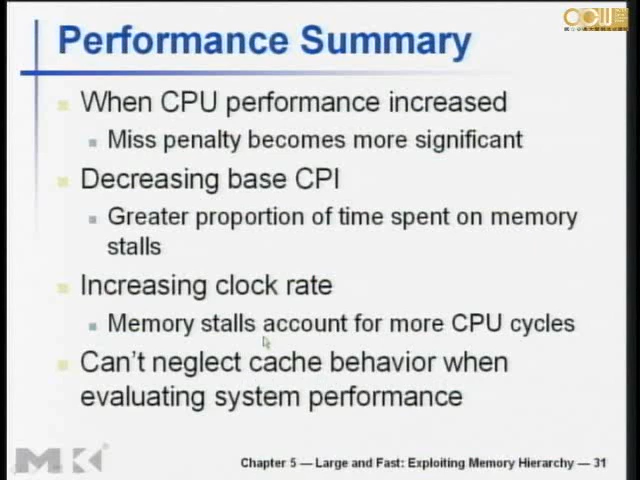 Performance Summary
When CPU performance increased
Miss penalty becomes more significant
Decreasing base CPI
Greater proportion of time spent on memory
stalls
Increasing clock rate
Memory stalls account for more CPU cycles
Can't neglect cache behavior when
evaluating system performance
MK
Chapter 5 — Large and Fast: Exploiting Memory Hierarchy — 31